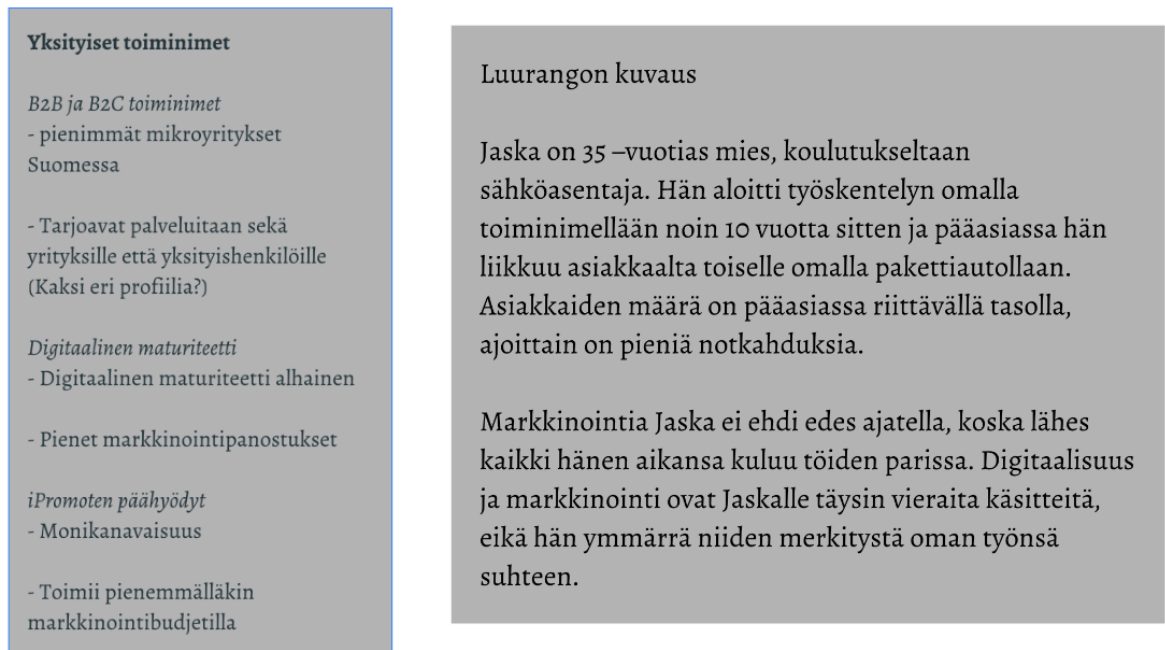 Yksityiset toiminimet
B2B ja B2C toiminimet
- pienimmät mikroyritykset
Suomessa
- Tarjoavat palveluitaan sekä
yrityksille että yksityishenkilöille
(Kaksi eri profiilia?)
Digitaalinen maturiteetti
- Digitaalinen maturiteetti alhainen
- Pienet markkinointipanostukset
iPromoten päähyödyt
- Monikanavaisuus
- Toimii pienemmälläkin
markkinointibudjetilla
Luurangon kuvaus
Jaska on 35 –vuotias mies, koulutukseltaan
sähköasentaja. Hän aloitti työskentelyn omalla
toiminimellään noin 10 vuotta sitten ja pääasiassa hän
liikkuu asiakkaalta toiselle omalla pakettiautollaan.
Asiakkaiden määrä on pääasiassa riittävällä tasolla,
ajoittain on pieniä notkahduksia.
Markkinointia Jaska ei ehdi edes ajatella, koska lähes
kaikki hänen aikansa kuluu töiden parissa. Digitaalisuus
ja markkinointi ovat Jaskalle täysin vieraita käsitteitä,
eikä hän ymmärrä niiden merkitystä oman työnsä
suhteen.